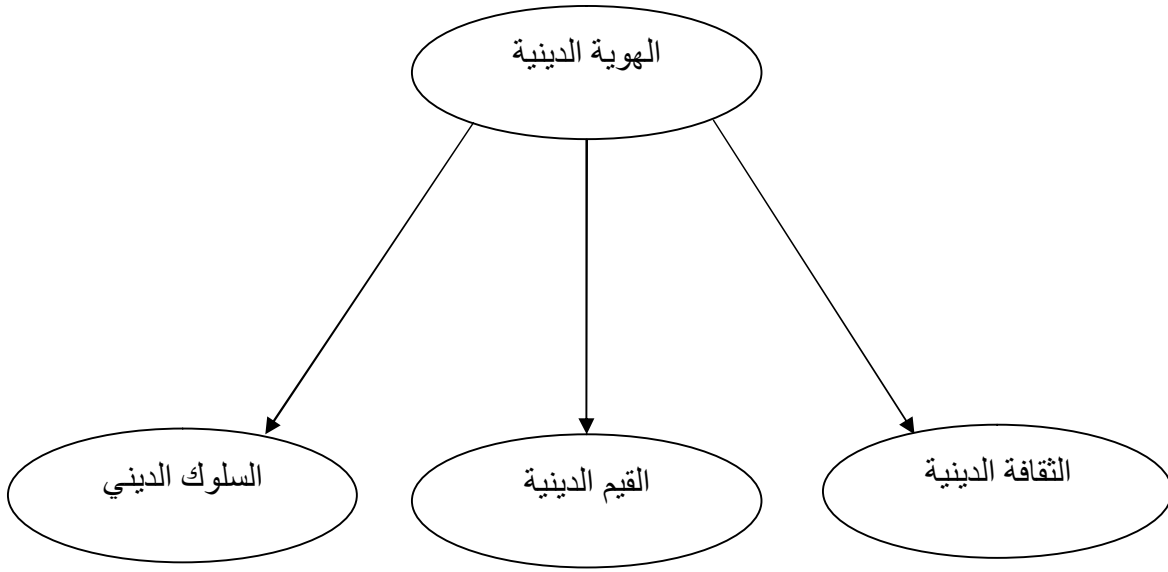 الهوية الدينية
الثقافة الدينية
القيم الدينية
السلوك الديني